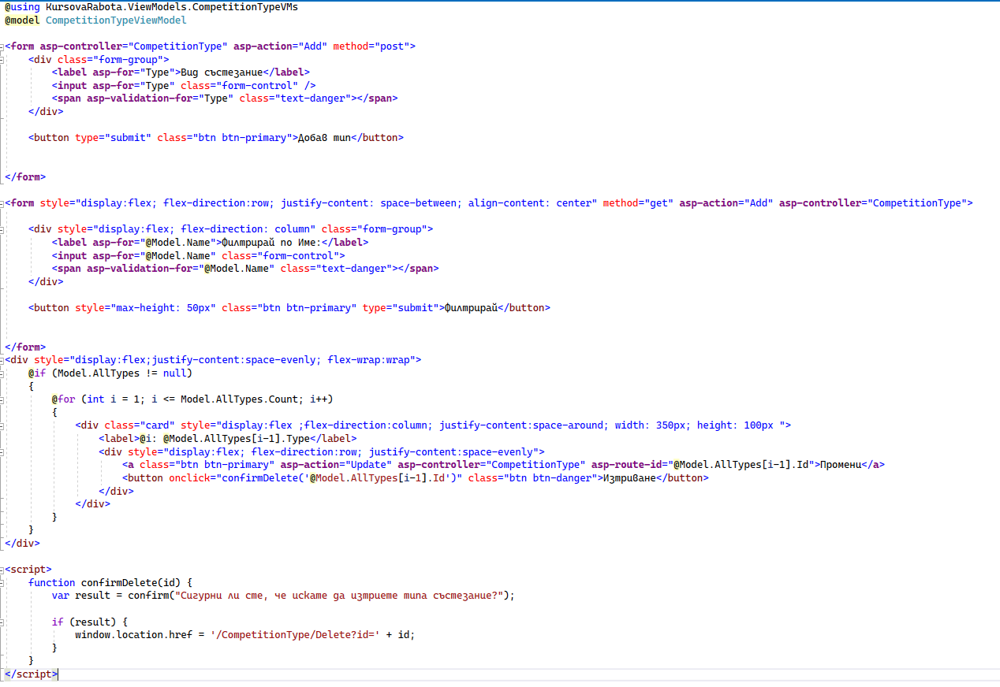 @using KursovaRabota.ViewModels.CompetitionTypeVMs
@model CompetitionTypeViewModel
<form asp-controller="CompetitionType" asp-action="Add" method="post">
<div class="form-group">
<label asp-for="Type">Вид състезание</label>
<input asp-for="Type" class="form-control" />
<span asp-validation-for="Type" class="text-danger"></span>
</div>
<button type="submit" class="btn btn-primary">Добав тип</button>
</form>
<form style="display:flex; flex-direction:row; justify-content: space-between; align-content: center" method="get" asp-action="Add" asp-controller="CompetitionType">
<div style="display:flex; flex-direction: column" class="form-group">
<label asp-for="@Model.Name">Филтрирай по Име:</label>
<input asp-for="@Model.Name" class="form-control">
<span asp-validation-for="@Model.Name" class="text-danger"></span>
</div>
<button style="max-height: 50px" class="btn btn-primary" type="submit">Филтрирай</button>
</form>
<div style="display:flex;justify-content:space-evenly; flex-wrap:wrap">
@if (Model.AllTypes != null)
{
@for (int i = 1; i <= Model.AllTypes.Count; i++)
{
<div class="card" style="display:flex ;flex-direction:column; justify-content:space-around; width: 350px; height: 100px ">
<label>@i: @Model.AllTypes[i-1].Type</label>
<div style="display:flex; flex-direction:row; justify-content:space-evenly">
<a class="btn btn-primary" asp-action="Update" asp-controller="CompetitionType" asp-route-id="@Model.AllTypes[i-1].Id">Промени</a>
<button onclick="confirmDelete('@Model.AllTypes[i-1].Id')" class="btn btn-danger">Изтриване</button>
</div>
</div>
}
}
</div>
<script>
function confirmDelete(id) {
var result = confirm("Сигурни ли сте, че искате да изтриете типа състезание?");
if (result) {
window.location.href = '/CompetitionType/Delete?id=' + id;
}
}
</script>